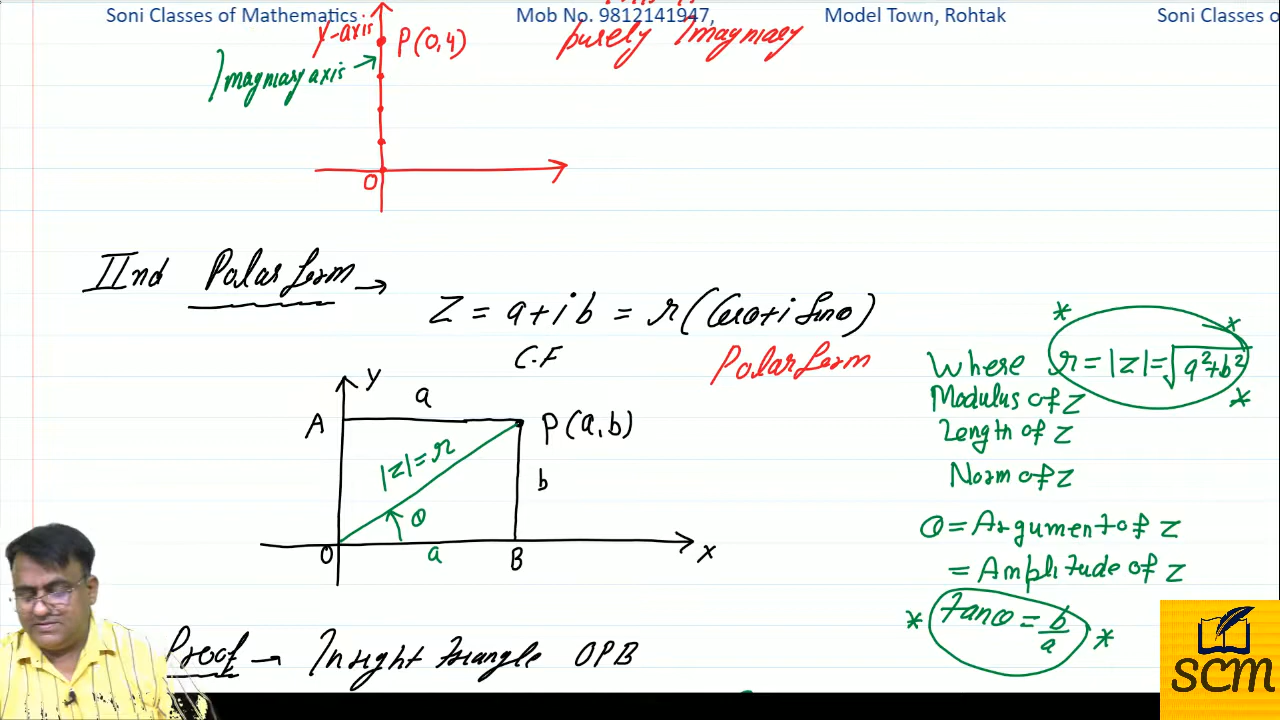 Soni Classes of Mathematics Mob No. 9812141947, Model Town, Rohtak Soni Classes o
purely Imaginary
Y-axis
P(0,4)
Imaginary axis
O
IInd Polar form →
Z = a+ib = r(Cosθ+i Sinθ)
C.F
Polar form
Where r = |Z| = √a²+b²
Modulus of Z
Length of Z
Norm of Z
θ = Argument of Z
= Amplitude of Z
tanθ = b/a
Y
a
A
P(a,b)
|Z|=r
b
θ
O
a
B
X
Proof → In right triangle OPB
SCM